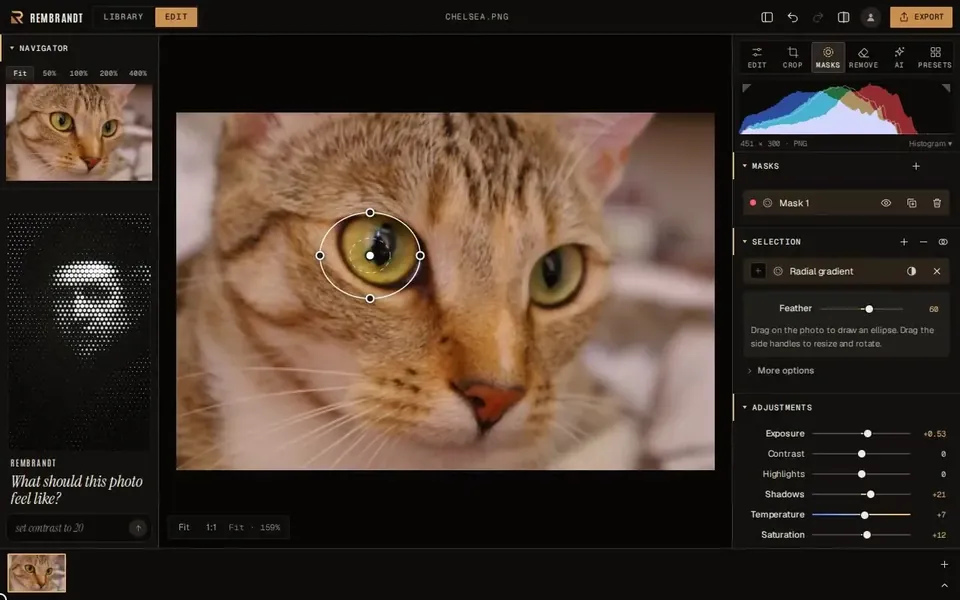 REMBRANDT
LIBRARY
EDIT
CHELSEA.PNG
EXPORT
NAVIGATOR
Fit 50% 100% 200% 400%
REMBRANDT
What should this photo
feel like?
set contrast to 20
Fit 1:1 Fit · 159%
EDIT CROP MASKS REMOVE AI PRESETS
451 × 300 · PNG
Histogram
MASKS
Mask 1
SELECTION
Radial gradient
Feather 60
Drag on the photo to draw an ellipse. Drag the
side handles to resize and rotate.
More options
ADJUSTMENTS
Exposure +0.53
Contrast 0
Highlights 0
Shadows +21
Temperature +7
Saturation +12